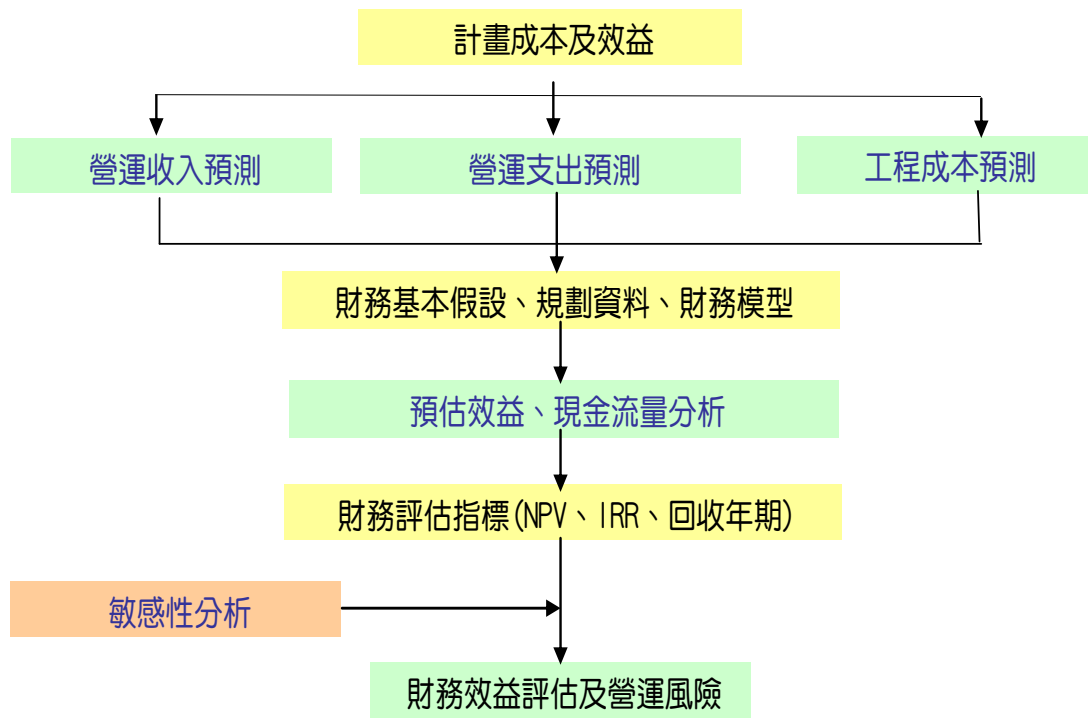 計畫成本及效益
營運收入預測
營運支出預測
工程成本預測
財務基本假設、規劃資料、財務模型
預估效益、現金流量分析
財務評估指標(NPV、IRR、回收年期)
敏感性分析
財務效益評估及營運風險